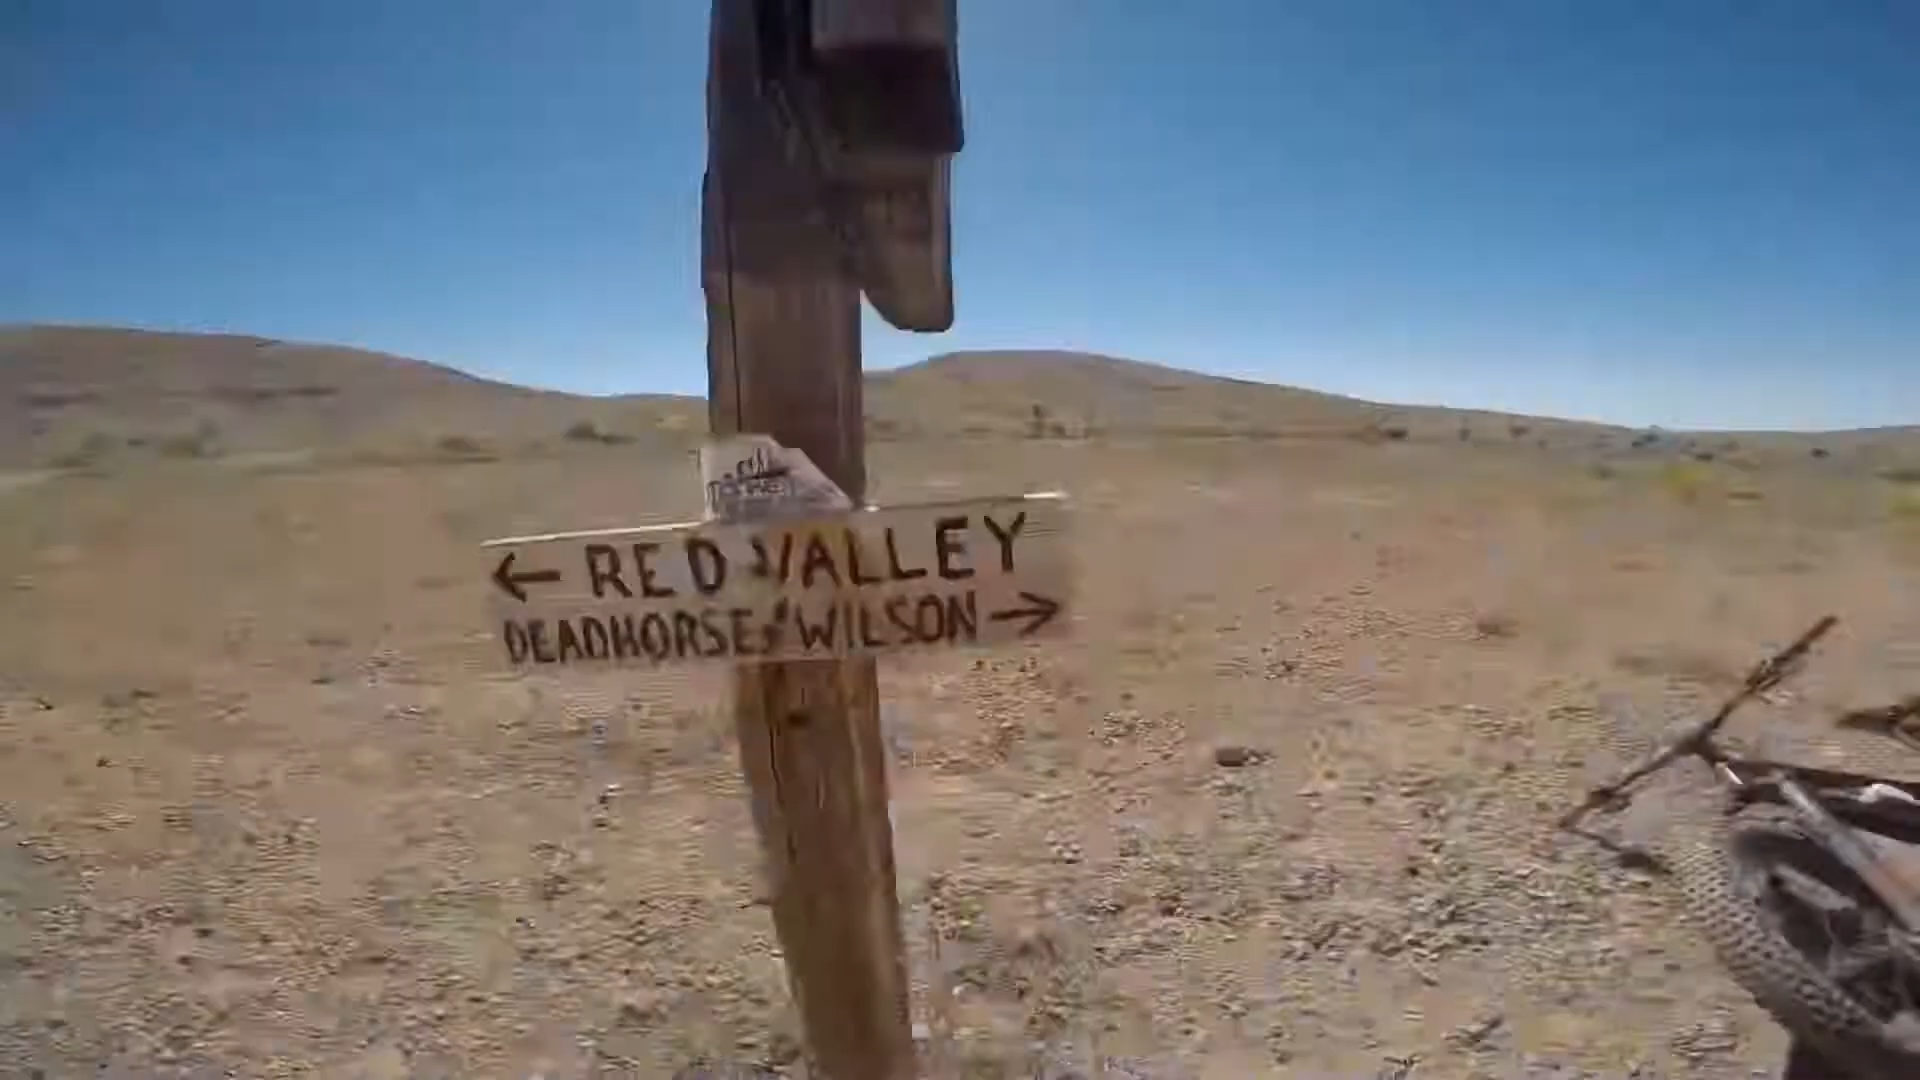 ← RED VALLEY
DEADHORSE/WILSON →